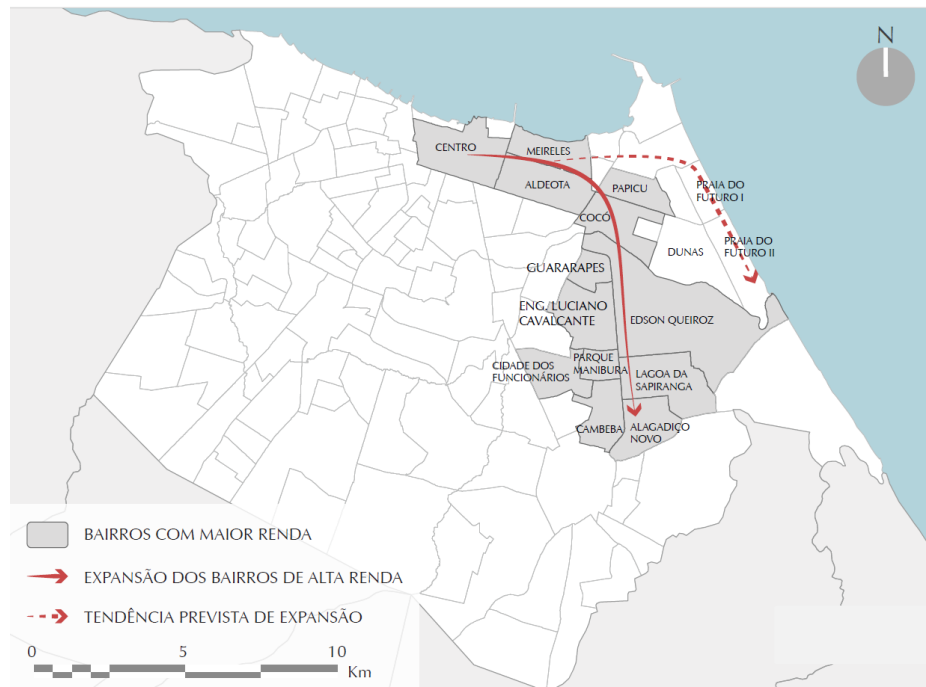 N
CENTRO
MEIRELES
ALDEOTA
PAPICU
PRAIA DO
FUTURO I
COCÓ
PRAIA DO
FUTURO II
DUNAS
GUARARAPES
ENG. LUCIANO
CAVALCANTE
EDSON QUEIROZ
CIDADE DOS
FUNCIONÁRIOS
PARQUE
MANIBURA
LAGOA DA
SAPIRANGA
CAMBEBA
ALAGADIÇO
NOVO
BAIRROS COM MAIOR RENDA
EXPANSÃO DOS BAIRROS DE ALTA RENDA
TENDÊNCIA PREVISTA DE EXPANSÃO
0 5 10
Km